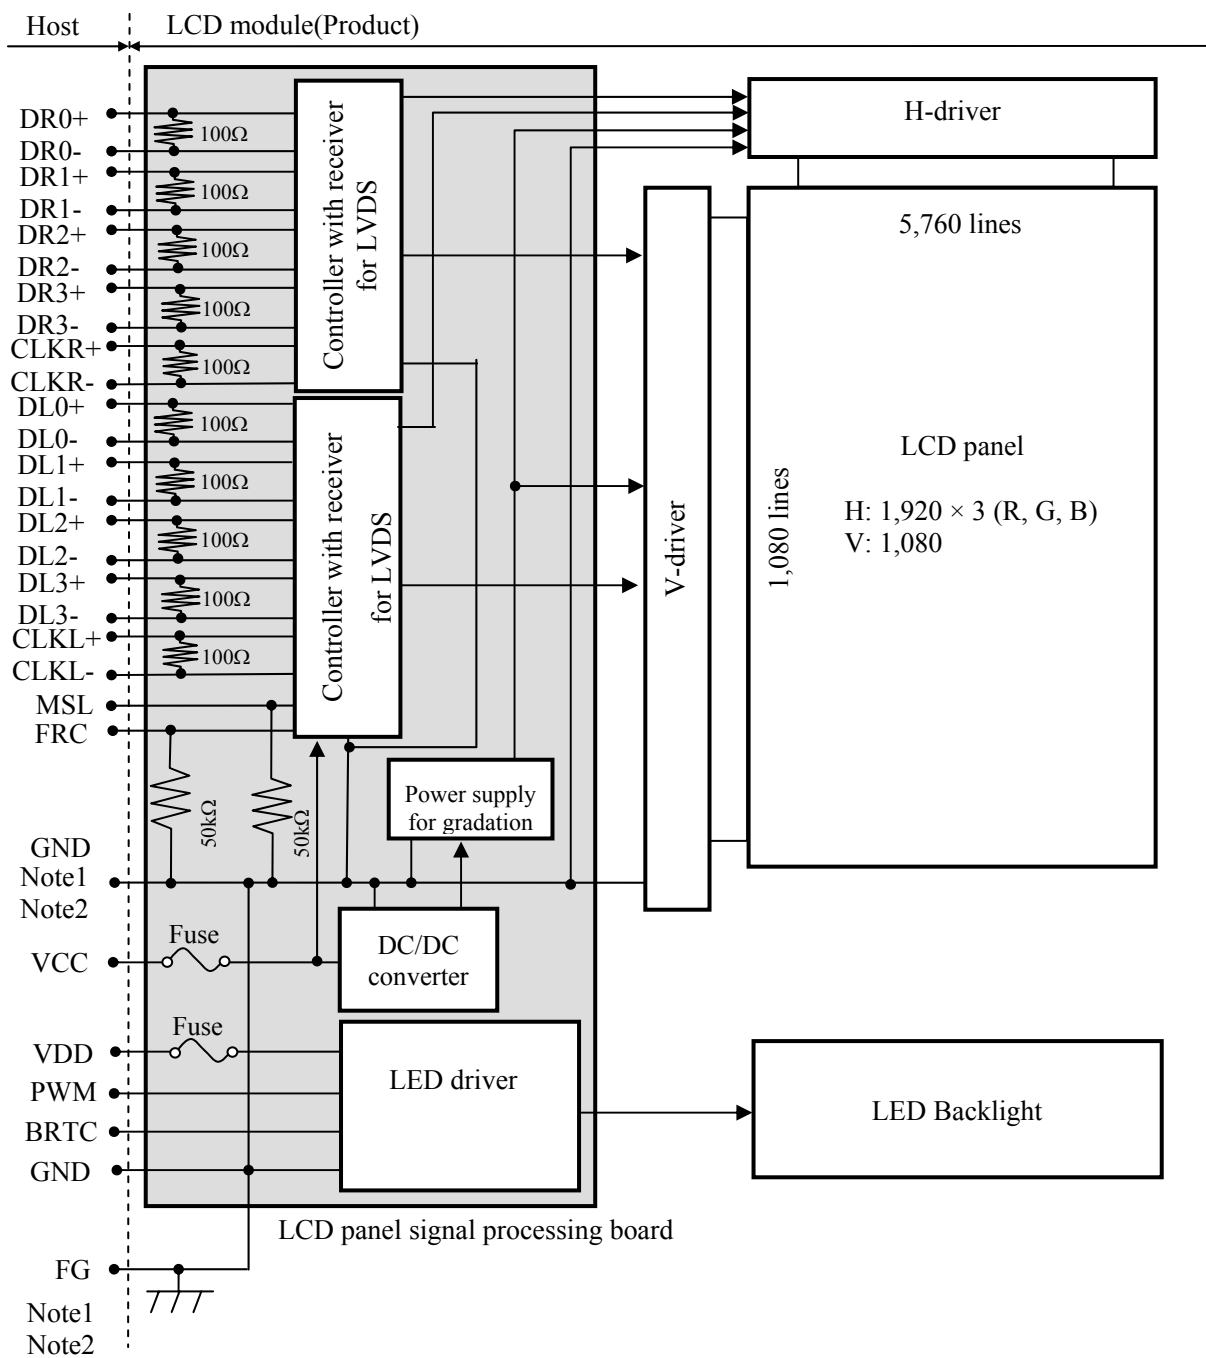 Host
LCD module(Product)
DR0+
DR0-
DR1+
DR1-
DR2+
DR2-
DR3+
DR3-
CLKR+
CLKR-
DL0+
DL0-
DL1+
DL1-
DL2+
DL2-
DL3+
DL3-
CLKL+
CLKL-
MSL
FRC
GND
Note1
Note2
VCC
VDD
PWM
BRTC
GND
FG
Note1
Note2
100Ω
100Ω
100Ω
100Ω
100Ω
100Ω
100Ω
100Ω
100Ω
100Ω
50kΩ
50kΩ
Fuse
Fuse
Controller with receiver
for LVDS
Controller with receiver
for LVDS
Power supply
for gradation
DC/DC
converter
LED driver
LCD panel signal processing board
H-driver
V-driver
5,760 lines
1,080 lines
LCD panel
H: 1,920 × 3 (R, G, B)
V: 1,080
LED Backlight